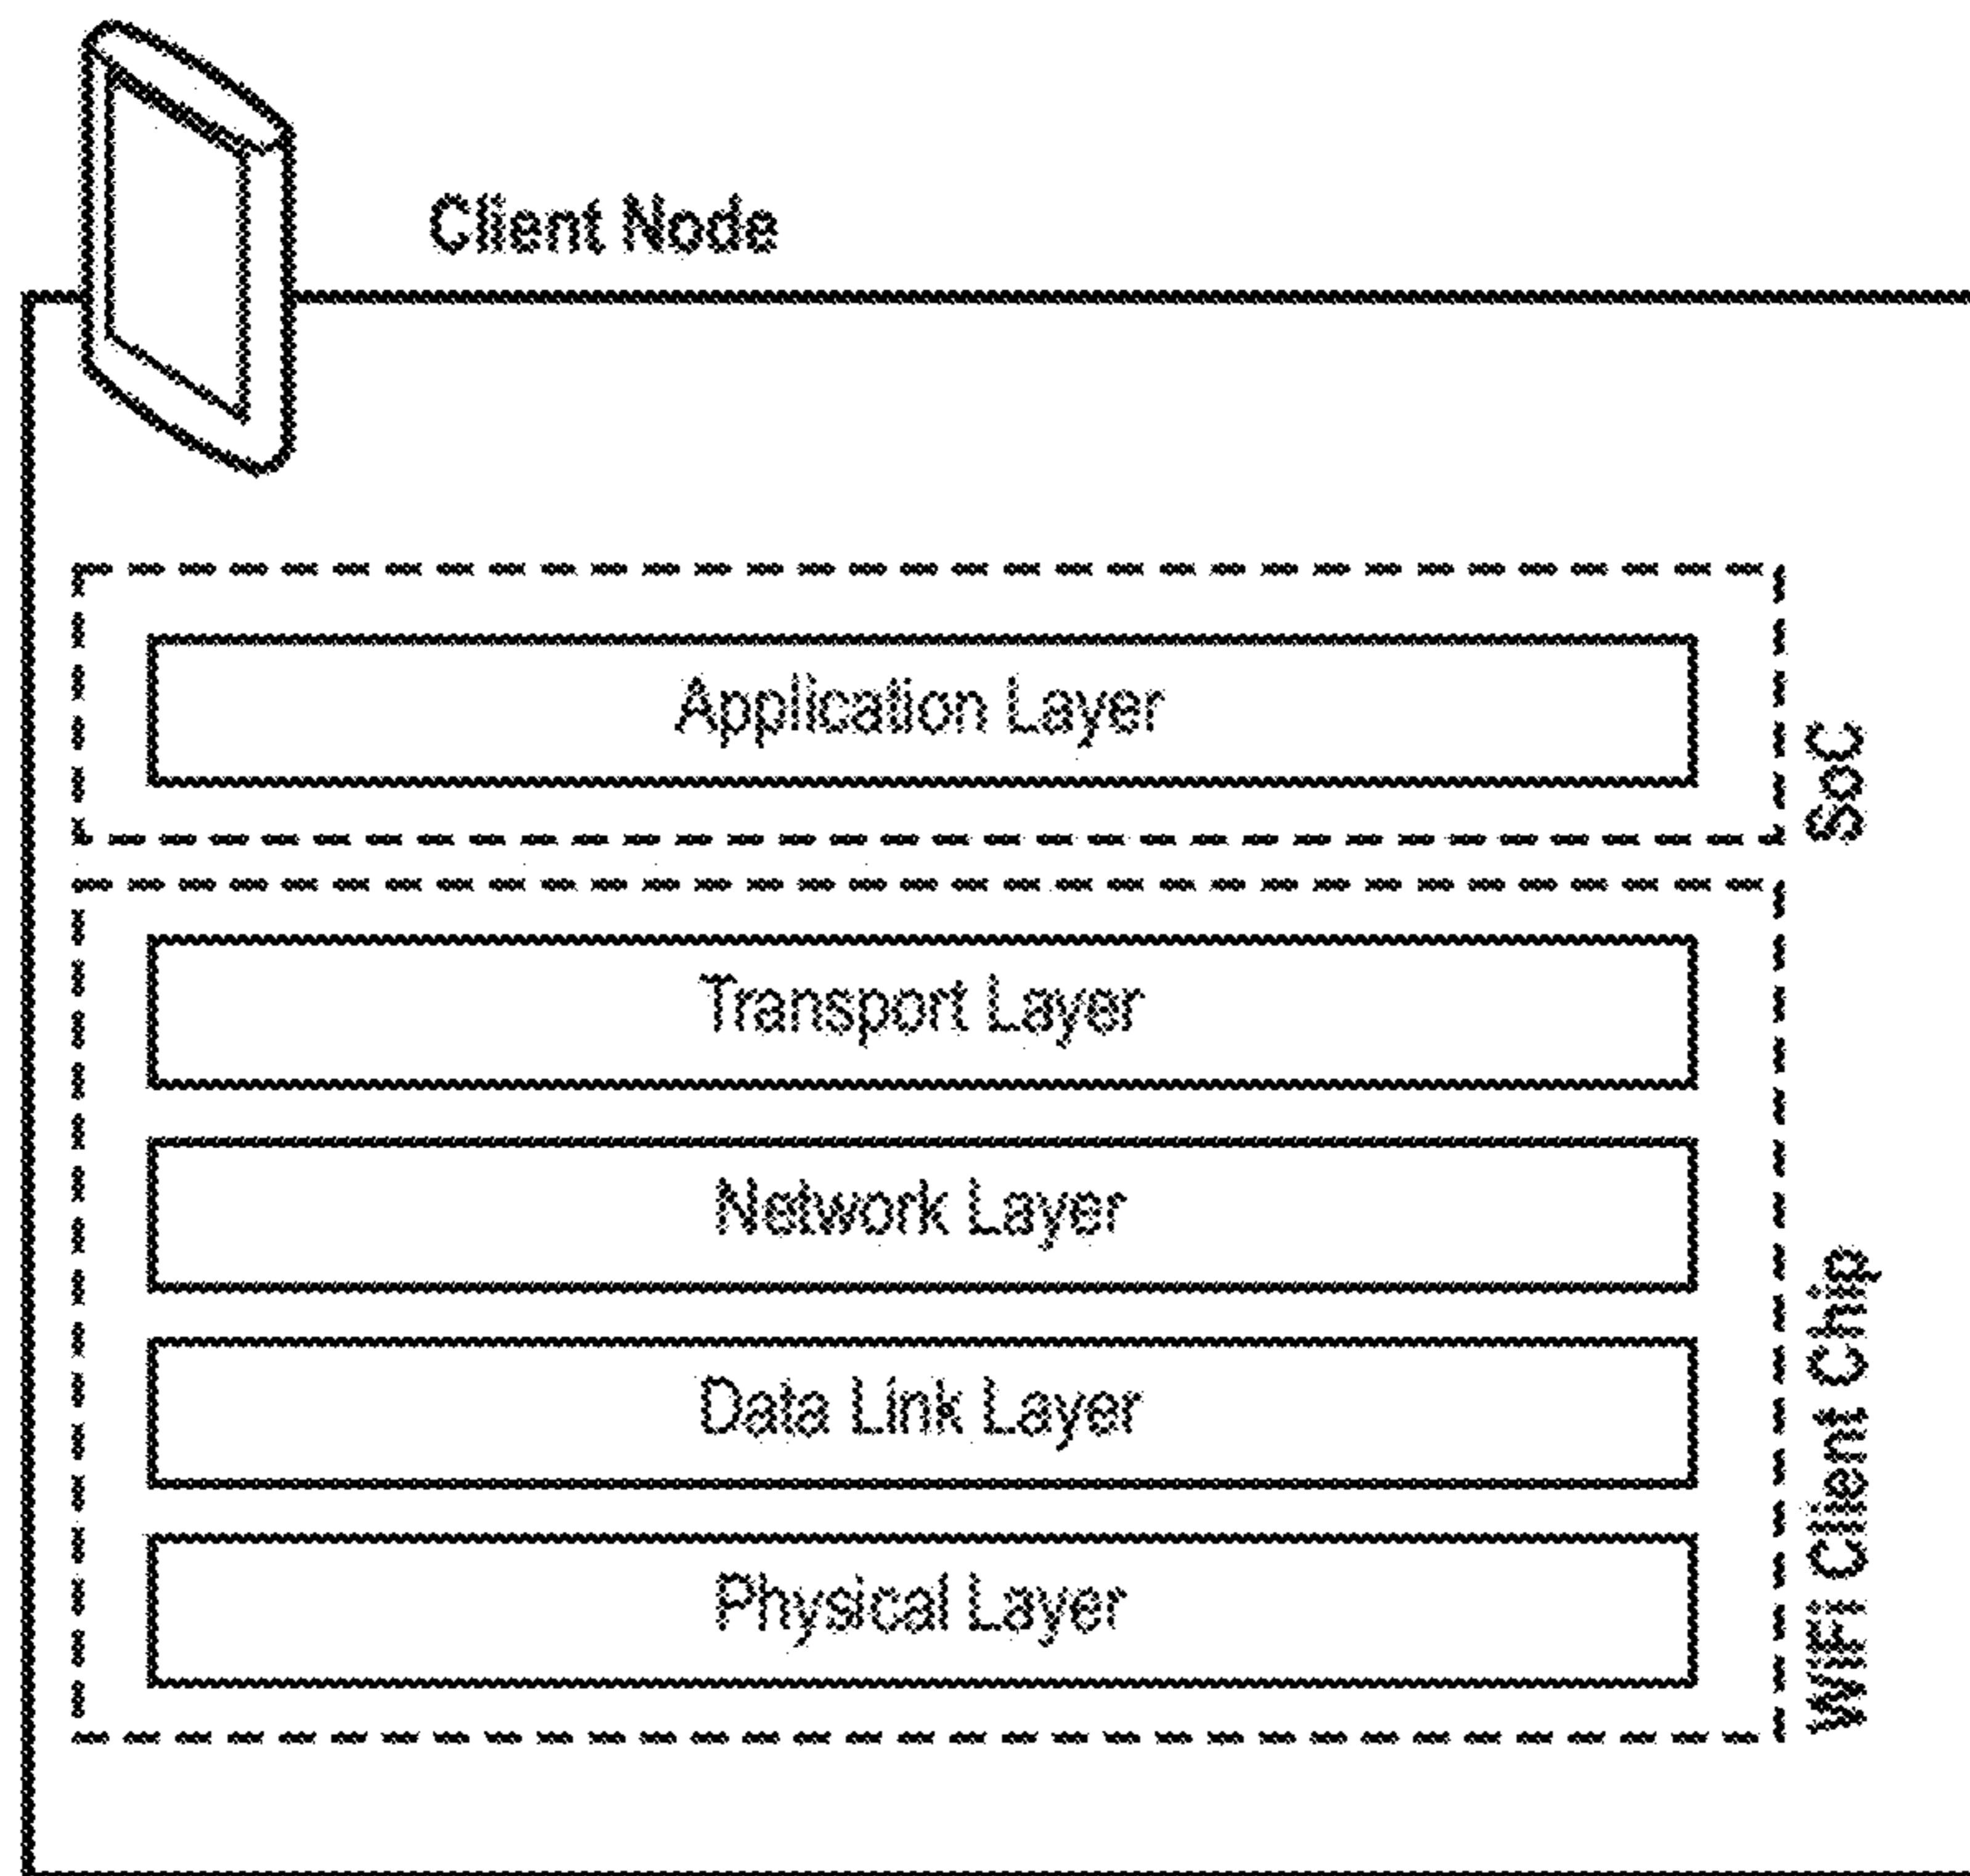 Client Node
Application Layer
SoC
Transport Layer
Network Layer
Data Link Layer
Physical Layer
WiFi Client Chip